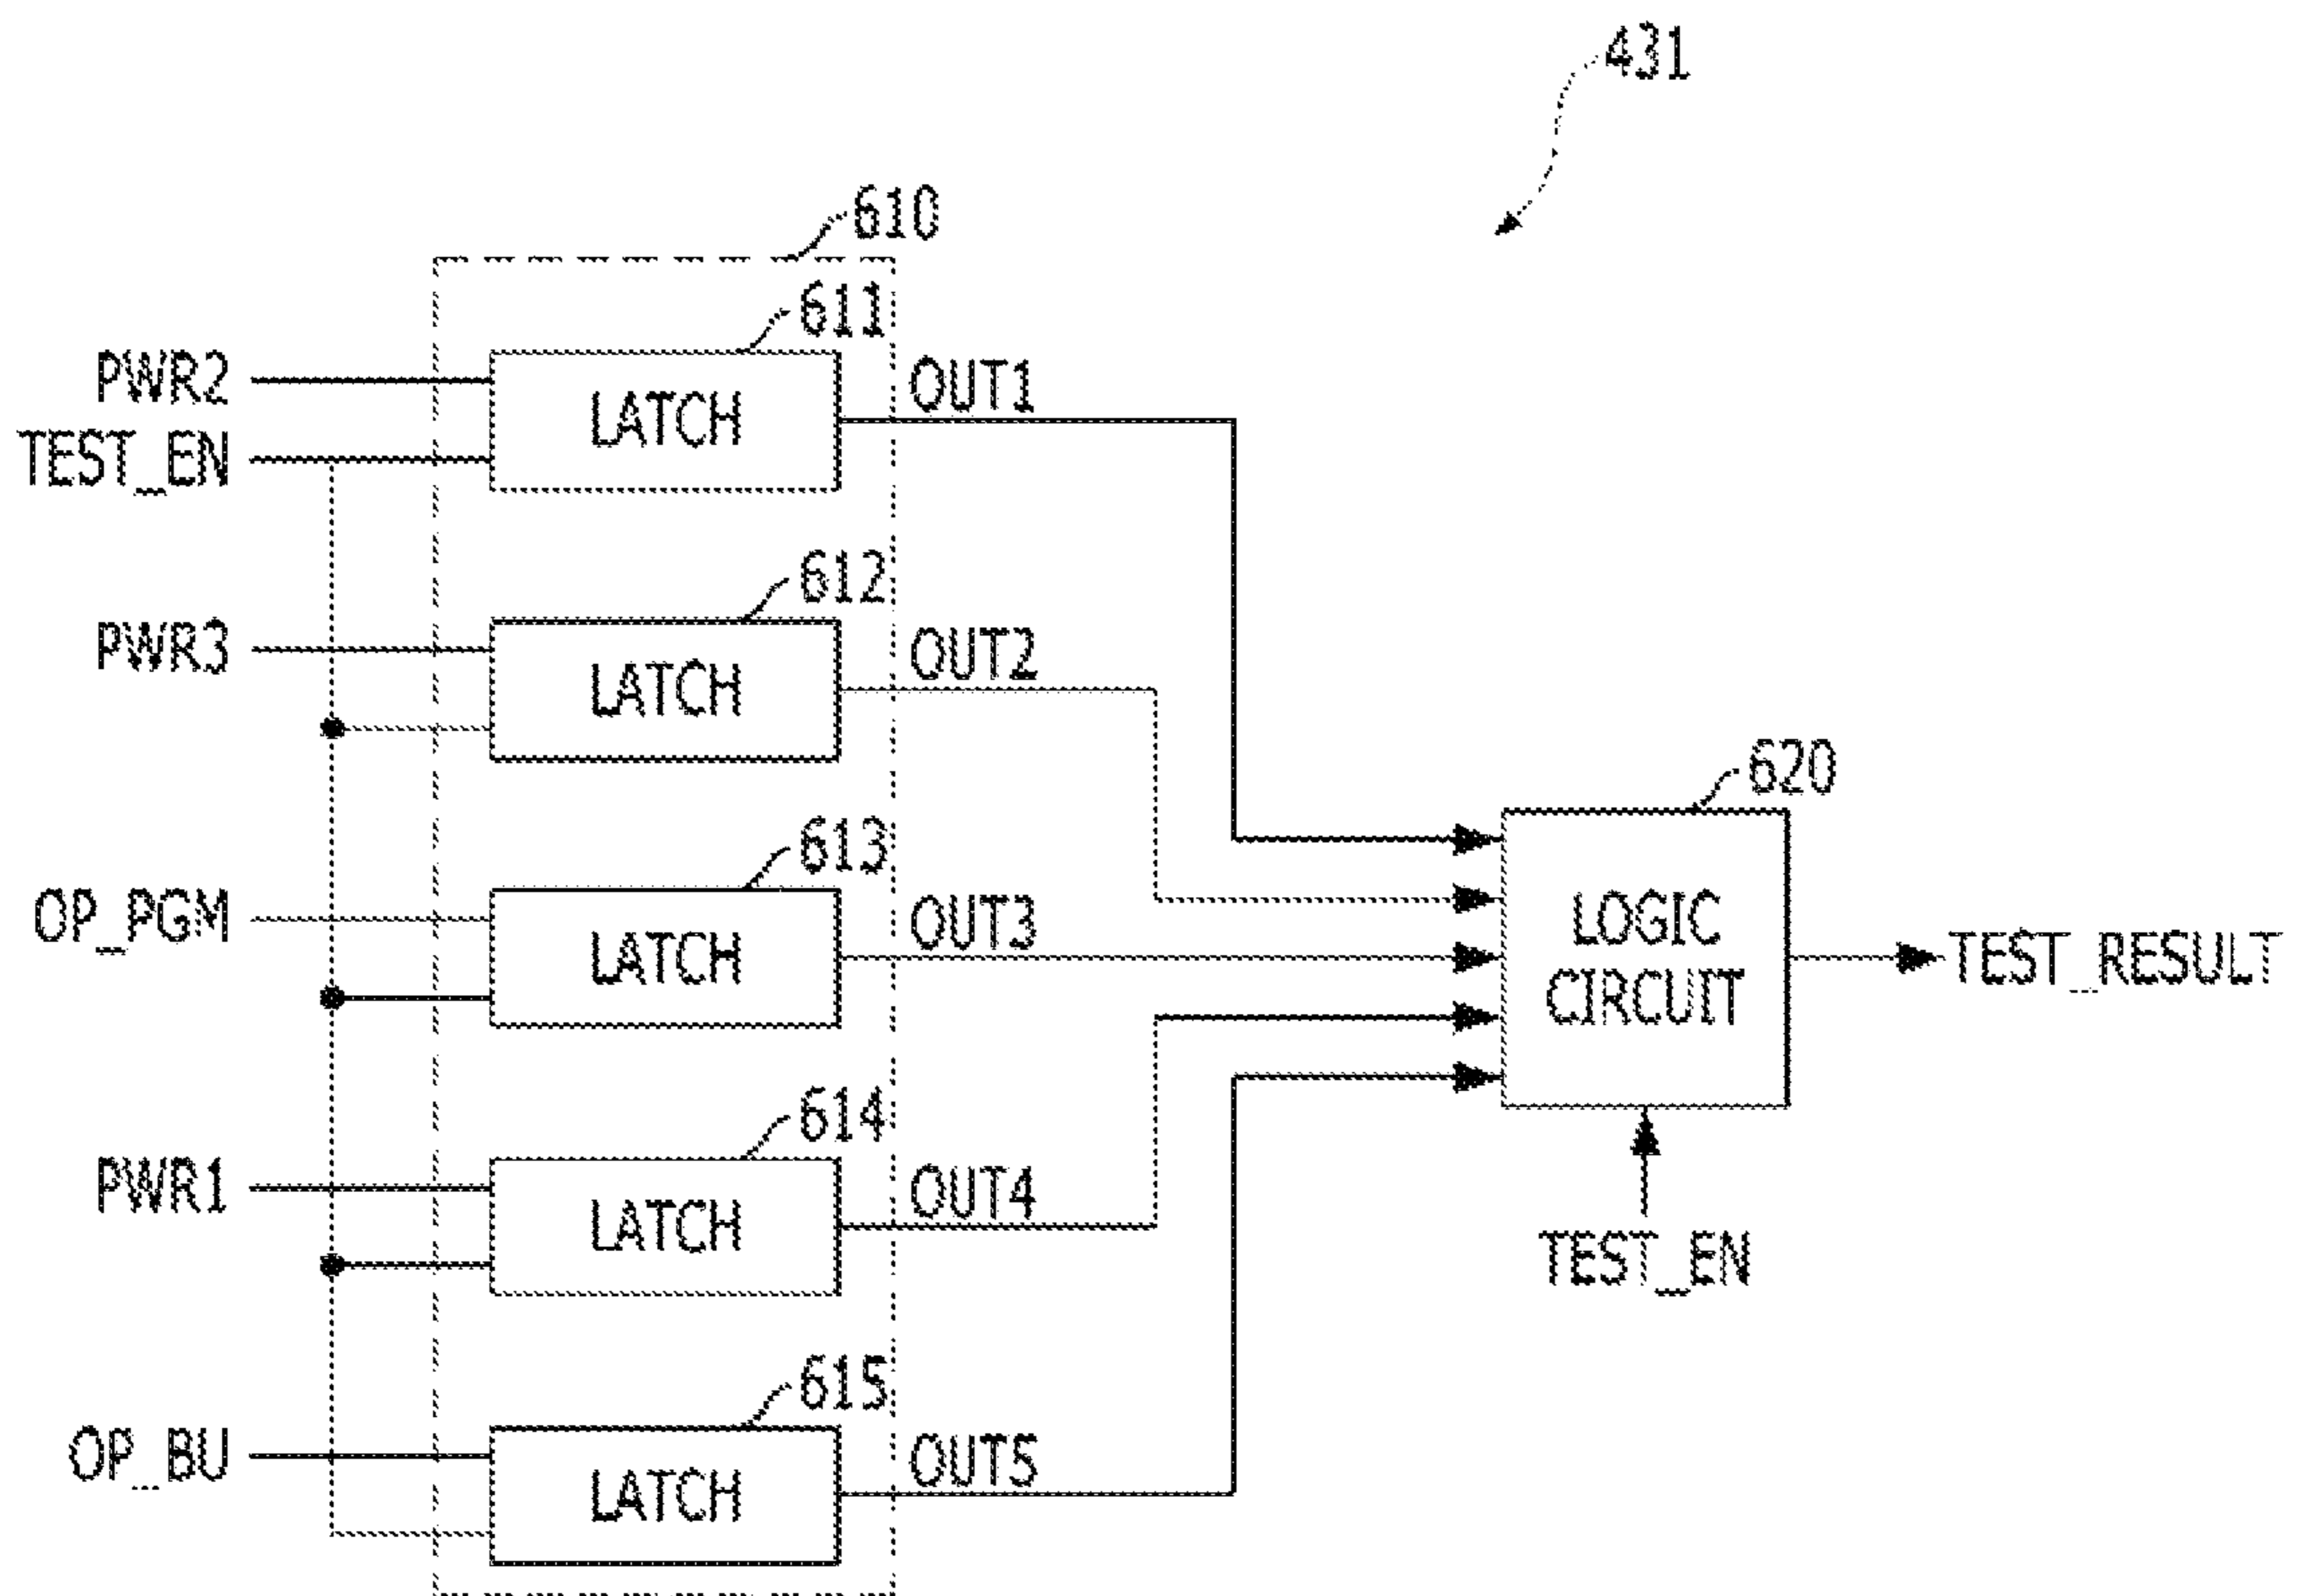 431
610
611
PWR2
LATCH
OUT1
TEST_EN
612
PWR3
LATCH
OUT2
620
613
OP_PGM
LATCH
OUT3
LOGIC
CIRCUIT
TEST_RESULT
614
PWR1
LATCH
OUT4
TEST_EN
615
OP_BU
LATCH
OUT5